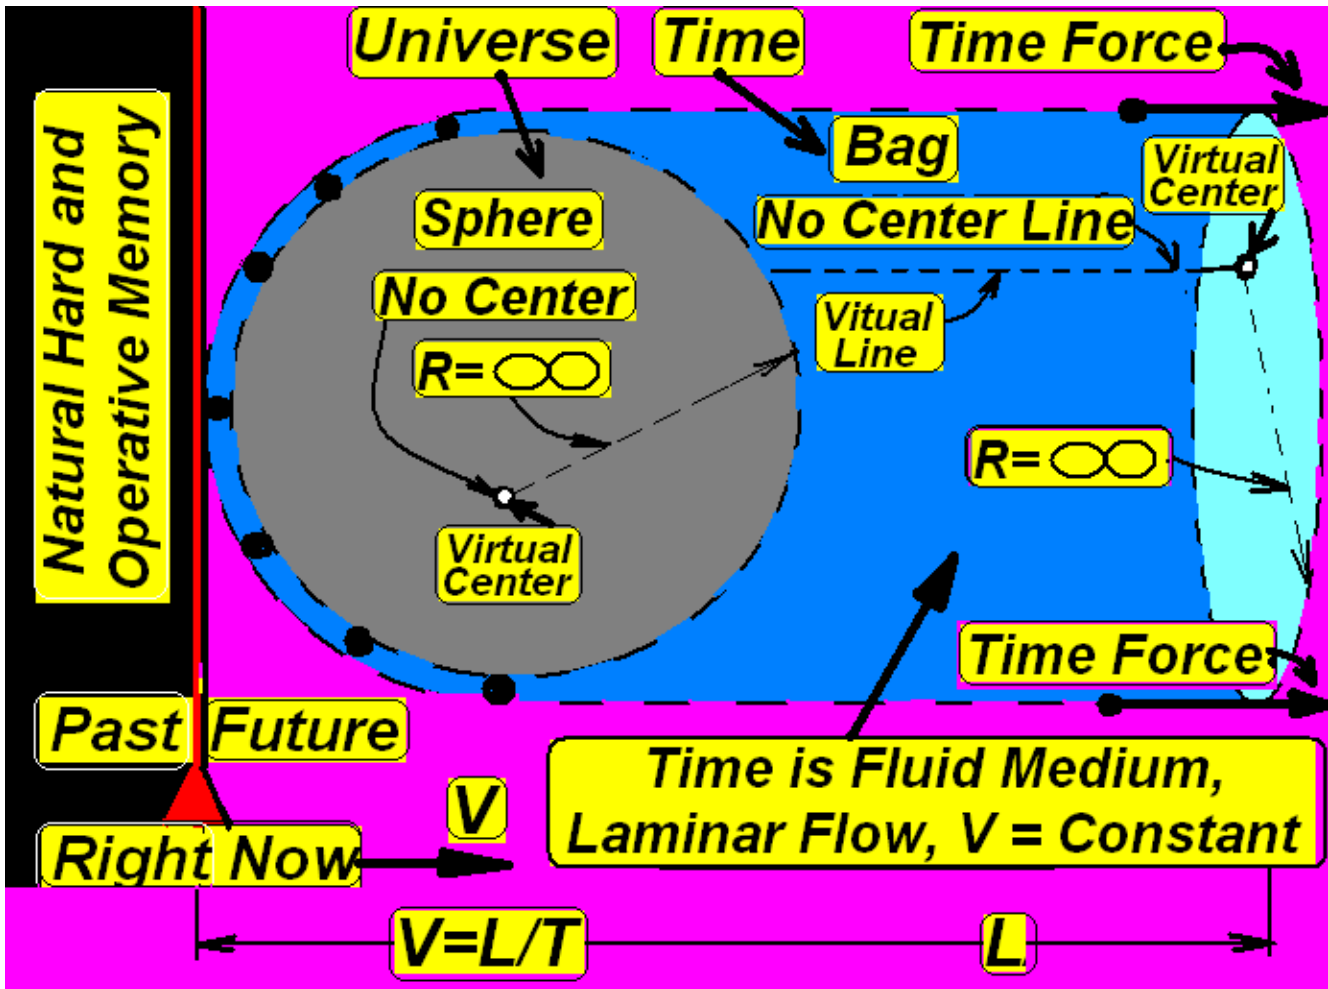 Universe
Time
Time Force
Bag
Virtual
Center
Natural Hard and
Operative Memory
Sphere
No Center Line
No Center
Vitual
Line
R=∞
R=∞
Virtual
Center
Time Force
Past
Future
Time is Fluid Medium,
Laminar Flow, V = Constant
V
Right Now
V=L/T
L